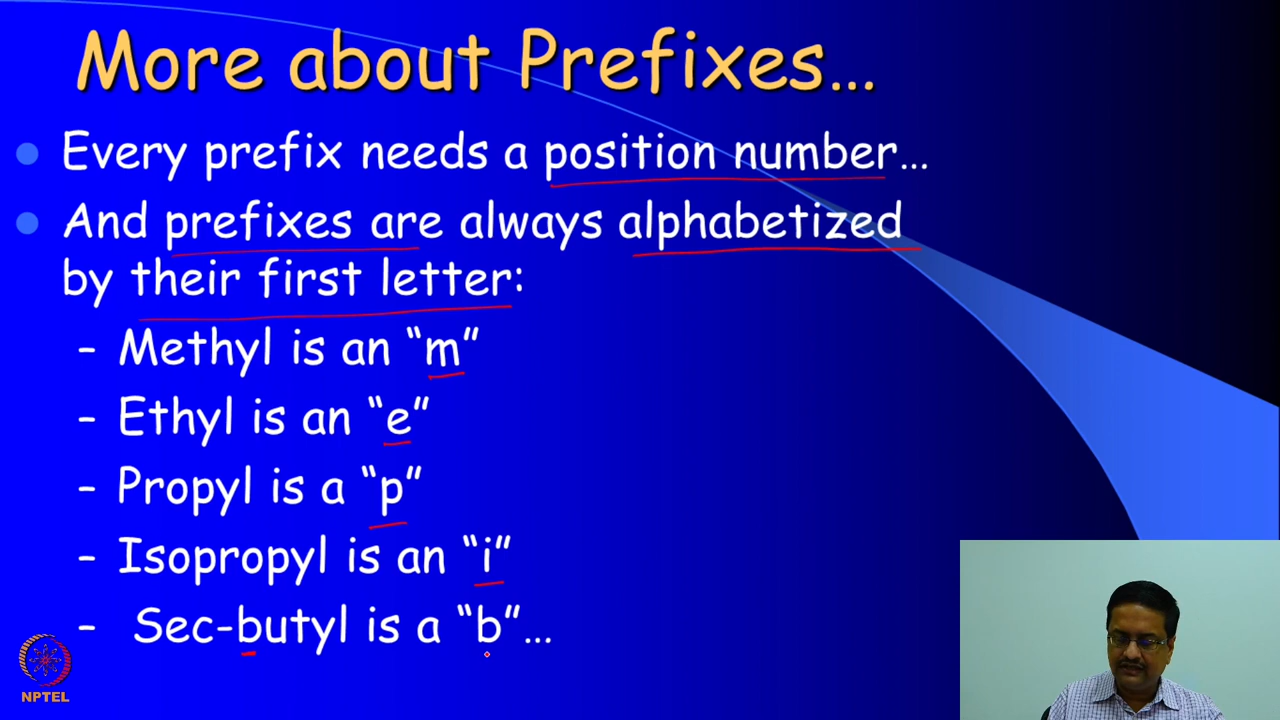 More about Prefixes...
Every prefix needs a position number...
And prefixes are always alphabetized
by their first letter:
– Methyl is an “m”
– Ethyl is an “e”
– Propyl is a “p”
– Isopropyl is an “i”
– Sec-butyl is a “b”...
NPTEL